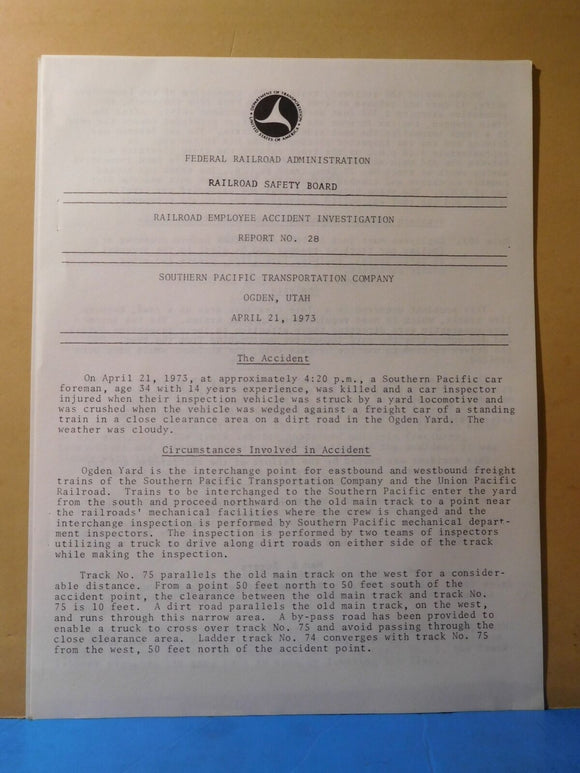 DEPARTMENT OF TRANSPORTATION
UNITED STATES OF AMERICA
FEDERAL RAILROAD ADMINISTRATION
RAILROAD SAFETY BOARD
RAILROAD EMPLOYEE ACCIDENT INVESTIGATION
REPORT NO. 28
SOUTHERN PACIFIC TRANSPORTATION COMPANY
OGDEN, UTAH
APRIL 21, 1973
The Accident
On April 21, 1973, at approximately 4:20 p.m., a Southern Pacific car
foreman, age 34 with 14 years experience, was killed and a car inspector
injured when their inspection vehicle was struck by a yard locomotive and
was crushed when the vehicle was wedged against a freight car of a standing
train in a close clearance area on a dirt road in the Ogden Yard. The
weather was cloudy.
Circumstances Involved in Accident
Ogden Yard is the interchange point for eastbound and westbound freight
trains of the Southern Pacific Transportation Company and the Union Pacific
Railroad. Trains to be interchanged to the Southern Pacific enter the yard
from the south and proceed northward on the old main track to a point near
the railroads' mechanical facilities where the crew is changed and the
interchange inspection is performed by Southern Pacific mechanical depart-
ment inspectors. The inspection is performed by two teams of inspectors
utilizing a truck to drive along dirt roads on either side of the track
while making the inspection.
Track No. 75 parallels the old main track on the west for a consider-
able distance. From a point 50 feet north to 50 feet south of the
accident point, the clearance between the old main track and track No.
75 is 10 feet. A dirt road parallels the old main track, on the west,
and runs through this narrow area. A by-pass road has been provided to
enable a truck to cross over track No. 75 and avoid passing through the
close clearance area. Ladder track No. 74 converges with track No. 75
from the west, 50 feet north of the accident point.